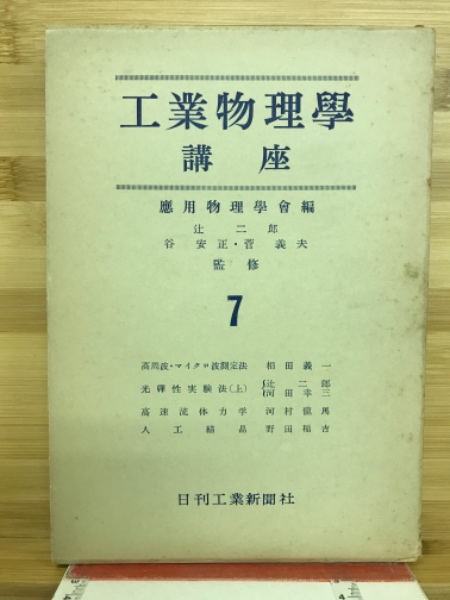 工業物理學
講座
應用物理學會編
辻二郎
谷安正・菅義夫
監修
7
高周波・マイクロ波測定法 相田義一
光彈性実験法(上) {辻二郎 河田幸三
高速流体力学 河村龍馬
人工結晶 野田稲吉
日刊工業新聞社